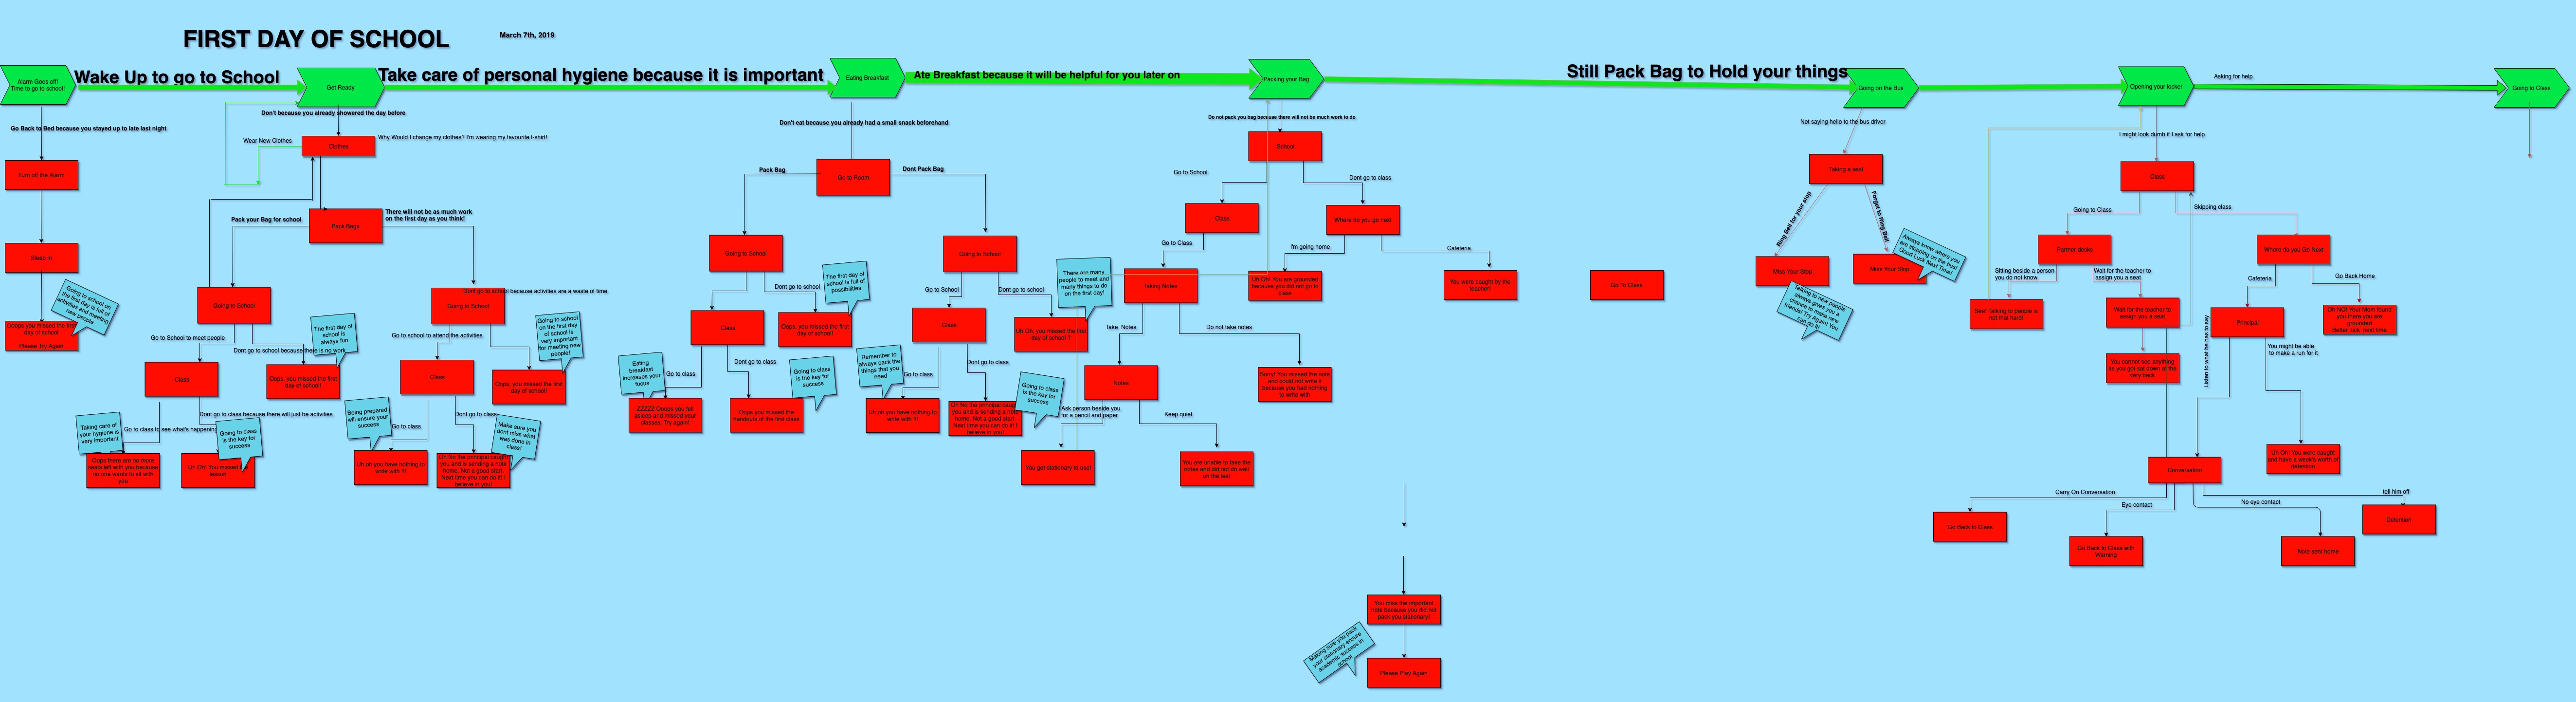 FIRST DAY OF SCHOOL
March 7th, 2019
Alarm Goes off!
Time to go to school!
Wake Up to go to School
Get Ready
Take care of personal hygiene because it is important
Eating Breakfast
Ate Breakfast because it will be helpful for you later on
Packing your Bag
Still Pack Bag to Hold your things
Going on the Bus
Opening your locker
Asking for help
Going to Class
Go Back to Bed because you stayed up to late last night
Turn off the Alarm
Sleep in
Going to school on
the first day is full of
activities and meeting
new people
Ooops you missed the first
day of school
Please Try Again
Don't because you already showered the day before
Wear New Clothes
Clothes
Why Would I change my clothes? I'm wearing my favourite t-shirt!
Pack your Bag for school
Pack Bags
There will not be as much work
on the first day as you think!
Going to School
Go to School to meet people
Dont go to school because there is no work
The first day of
school is
always fun
Class
Oops, you missed the first
day of school!
Taking care of
your hygiene is
very important
Go to class to see what's happening
Dont go to class because there will just be activities
Going to class
is the key for
success
Oops there are no more
seats left with you because
no one wants to sit with
you
Uh Oh! You missed the
lesson!
Going to School
Dont go to school because activities are a waste of time
Go to school to attend the activities
Going to school
on the first day
of school is
very important
for meeting new
people!
Class
Oops, you missed the first
day of school!
Being prepared
will ensure your
success
Go to class
Dont go to class
Make sure you
dont miss what
was done in
class!
Uh oh you have nothing to
write with !!!
Oh No the principal caught
you and is sending a note
home. Not a good start.
Next time you can do it! I
believe in you!
Don't eat because you already had a small snack beforehand
Pack Bag
Go to Room
Dont Pack Bag
Going to School
Dont go to school
The first day of
school is full of
possibilities
Class
Oops, you missed the first
day of school!
Eating
breakfast
increases your
focus
Go to class
Dont go to class
Going to class
is the key for
success
ZZZZZ Ooops you fell
asleep and missed your
classes. Try again!
Oops you missed the
handouts of the first class
Going to School
Go to School
Dont go to school
There are many
people to meet and
many things to do
on the first day!
Class
Uh Oh, you missed the first
day of school ?
Remember to
always pack the
things that you
need
Go to class
Dont go to class
Going to class
is the key for
success
Uh oh you have nothing to
write with !!!
Oh No the principal caught
you and is sending a note
home. Not a good start.
Next time you can do it! I
believe in you!
Do not pack you bag because there will not be much work to do
School
Go to School
Dont go to class
Class
Where do you go next
Go to Class
I'm going home
Cafeteria
Taking Notes
Uh Oh! You are grounded
because you did not go to
class
You were caught by the
teacher!
Go To Class
Take Notes
Do not take notes
Notes
Sorry! You missed the note
and could not write it
because you had nothing
to write with
Ask person beside you
for a pencil and paper
Keep quiet
You got stationary to use!
You are unable to take the
notes and did not do well
on the test
You miss the important
note because you did not
pack you stationary!
Making sure you pack
your stationary ensure
academic success in
school
Please Play Again
Not saying hello to the bus driver
Taking a seat
Ring Bell for your stop
Forget to Ring Bell
Always know where you
are stopping on the bus!
Good Luck Next Time!
Miss Your Stop
Miss Your Stop
Talking to new people
always gives you a
chance to make new
friends! Try Again! You
can do it!
I might look dumb if I ask for help
Class
Going to Class
Skipping class
Partner desks
Where do you Go Next
Sitting beside a person
you do not know
Wait for the teacher to
assign you a seat
Cafeteria
Go Back Home
See! Talking to people is
not that hard!
Wait for the teacher to
assign you a seat
Principal
Oh NO! Your Mom found
you there you are
grounded
Better luck next time
You cannot see anything
as you got sat down at the
very back
Listen to what he has to say
You might be able
to make a run for it
Uh Oh! You were caught
and have a week's worth of
detention
Conversation
Carry On Conversation
Eye contact
No eye contact
tell him off
Go Back to Class
Go Back to Class with
Warning
Note sent home
Detention